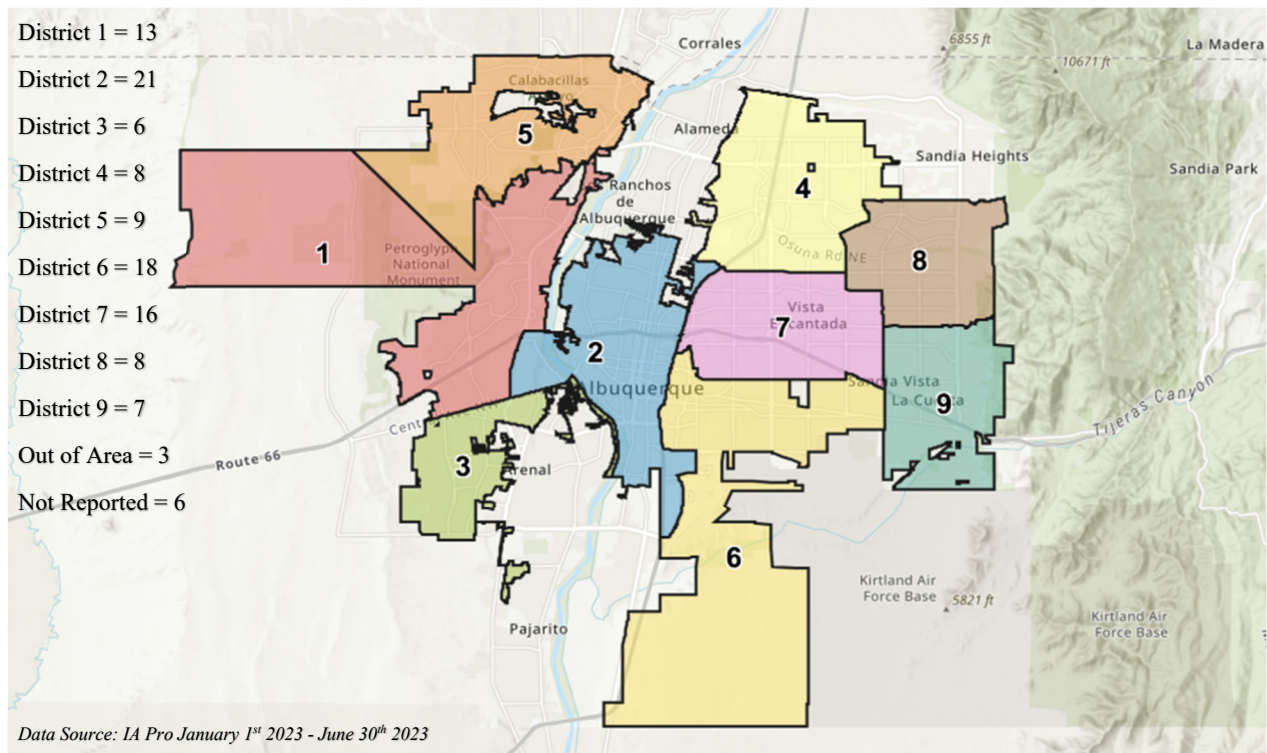 District 1 = 13
District 2 = 21
District 3 = 6
District 4 = 8
District 5 = 9
District 6 = 18
District 7 = 16
District 8 = 8
District 9 = 7
Out of Area = 3
Not Reported = 6
Corrales
6855 ft
La Madera
10671 ft
Calabacillas
5
Alameda
Sandia Heights
Sandia Park
4
Ranchos
de
Albuquerque
1
Petroglyph
National
Monument
Osuna Rd NE
8
Vista
Encantada
7
2
Albuquerque
Sandia Vista
La Cuesta
9
Tijeras Canyon
Route 66
3
Arenal
6
Kirtland Air
Force Base
5821 ft
Kirtland Air
Force Base
Pajarito
Data Source: IA Pro January 1st 2023 - June 30th 2023